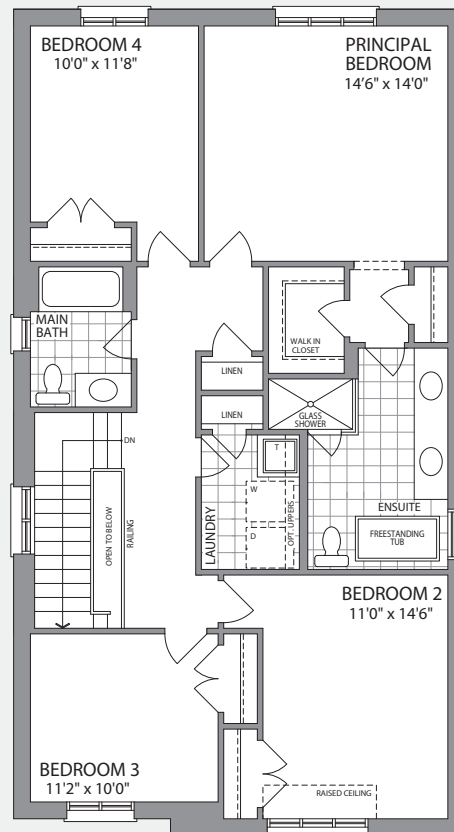 BEDROOM 4
10'0" x 11'8"
PRINCIPAL
BEDROOM
14'6" x 14'0"
MAIN
BATH
WALK IN
CLOSET
LINEN
LINEN
GLASS
SHOWER
DN
OPEN TO BELOW
RAILING
LAUNDRY
T
W
D
OPT. UPPERS
ENSUITE
FREESTANDING
TUB
BEDROOM 2
11'0" x 14'6"
BEDROOM 3
11'2" x 10'0"
RAISED CEILING